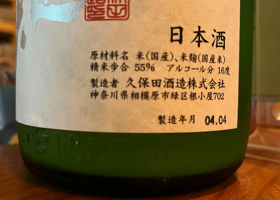 日本酒
原材料名 米(国産)、米麹(国産米)
精米歩合 55% アルコール分 16度
製造者 久保田酒造株式会社
神奈川県相模原市緑区根小屋702
製造年月 04.04